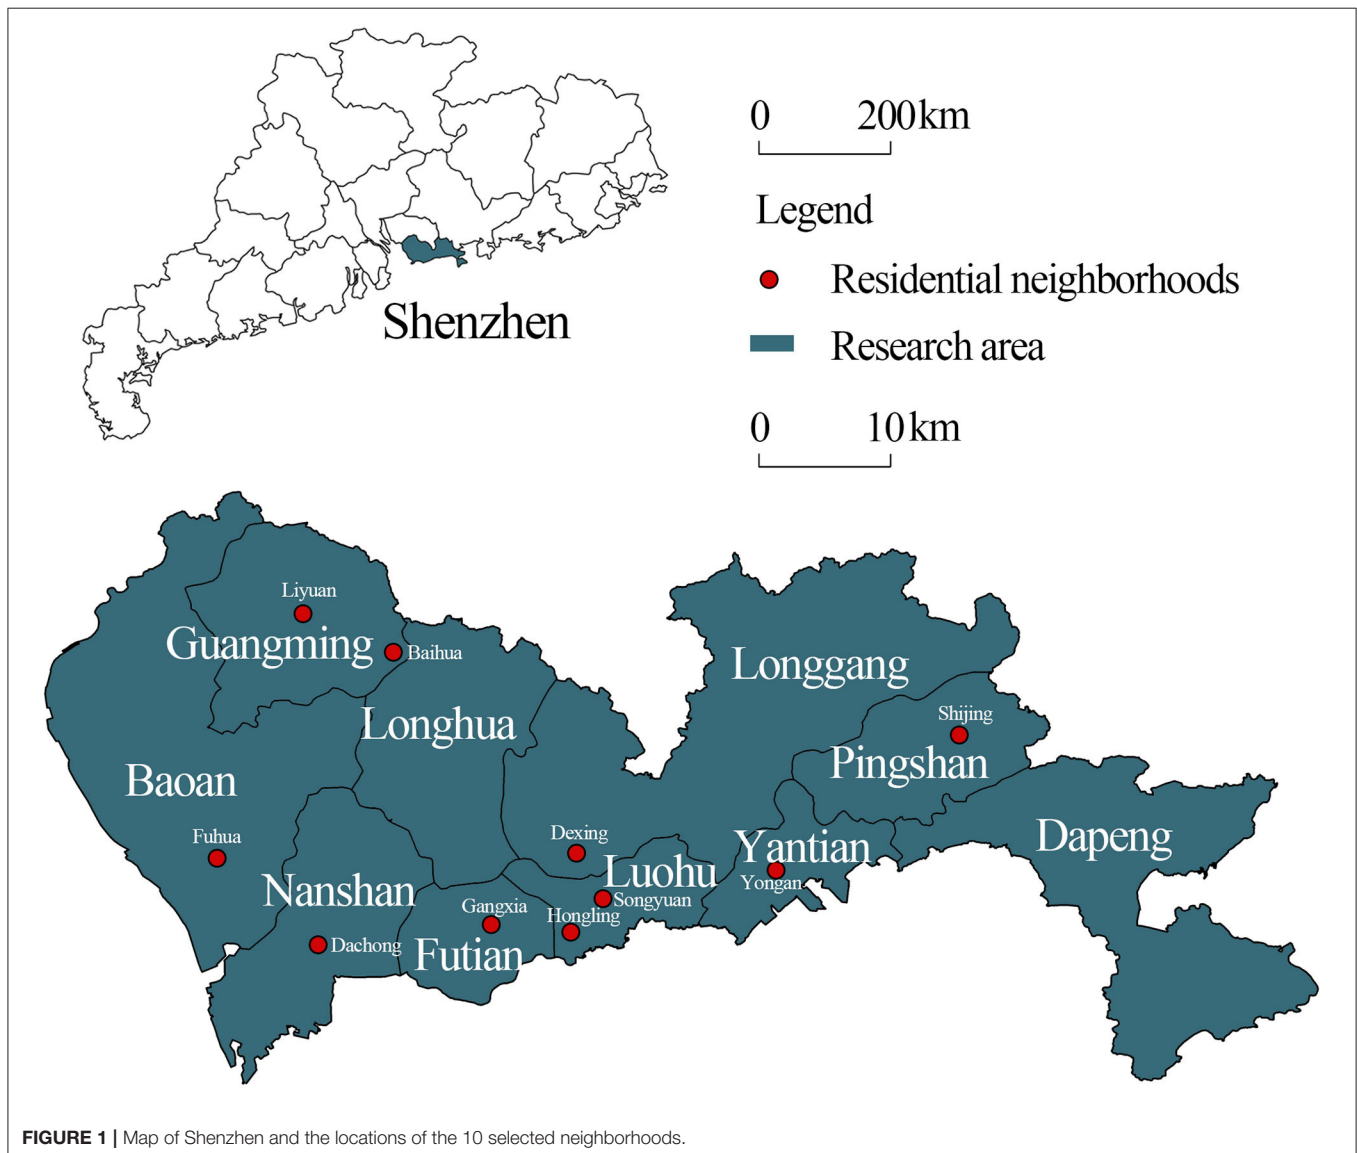 0 200km
Legend
Residential neighborhoods
Shenzhen
Research area
0 10km
Liyuan
Guangming
Baihua
Longgang
Longhua
Shijing
Pingshan
Baoan
Fuhua
Dexing
Yantian
Dapeng
Luohu
Nanshan
Yongan
Songyuan
Gangxia
Hongling
Dachong
Futian
FIGURE 1 | Map of Shenzhen and the locations of the 10 selected neighborhoods.